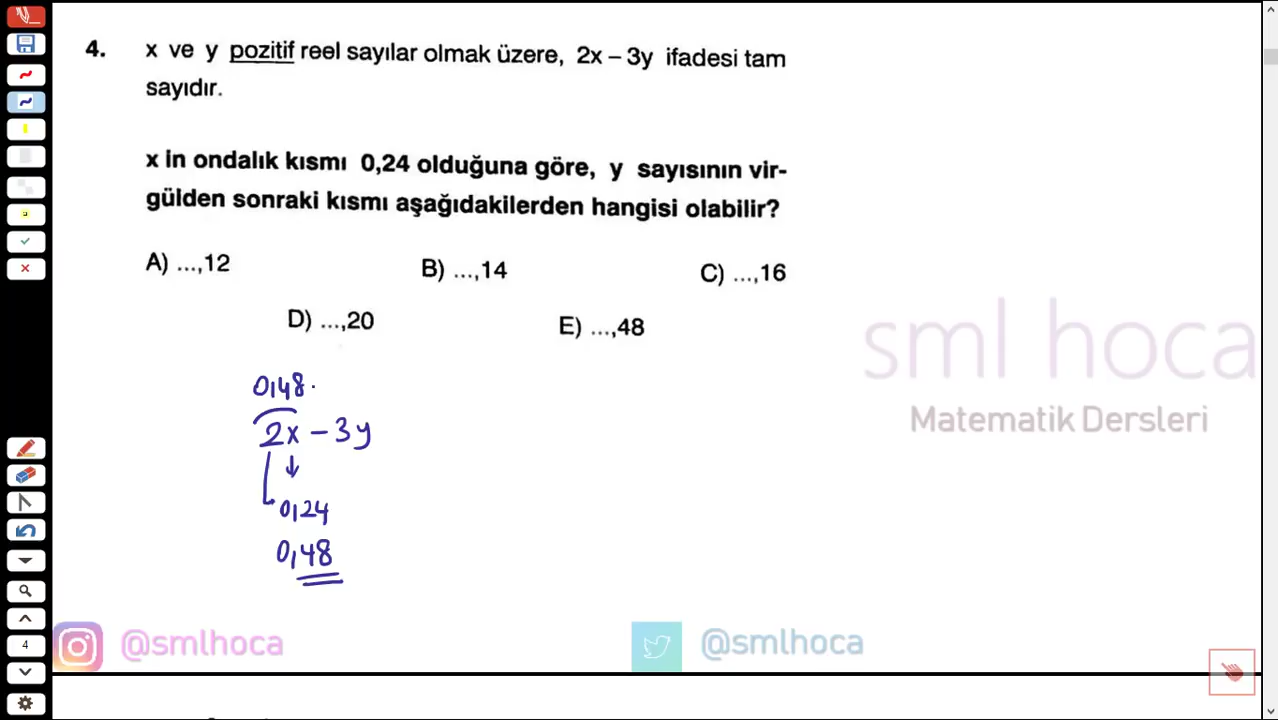 4. x ve y pozitif reel sayılar olmak üzere, 2x – 3y ifadesi tam
sayıdır.
x in ondalık kısmı 0,24 olduğuna göre, y sayısının vir-
gülden sonraki kısmı aşağıdakilerden hangisi olabilir?
A) ...,12 B) ...,14 C) ...,16
D) ...,20 E) ...,48
sml hoca
Matematik Dersleri
0,48
2x – 3y
0,24
0,48
@smlhoca @smlhoca
4